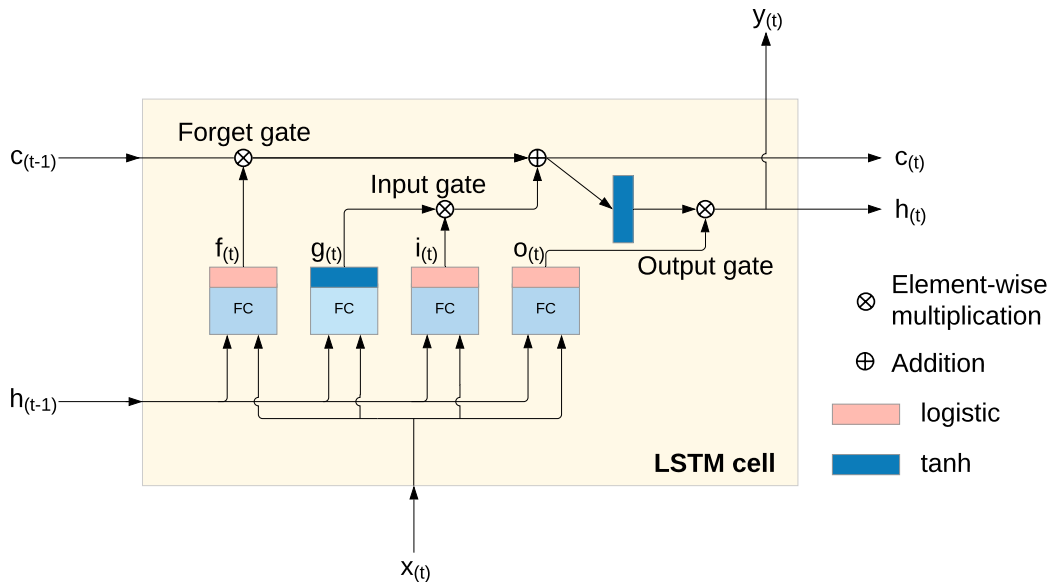 y(t)
Forget gate
c(t-1)
c(t)
Input gate
h(t)
f(t)
g(t)
i(t)
o(t)
Output gate
FC
FC
FC
FC
Element-wise
multiplication
Addition
h(t-1)
logistic
LSTM cell
tanh
x(t)